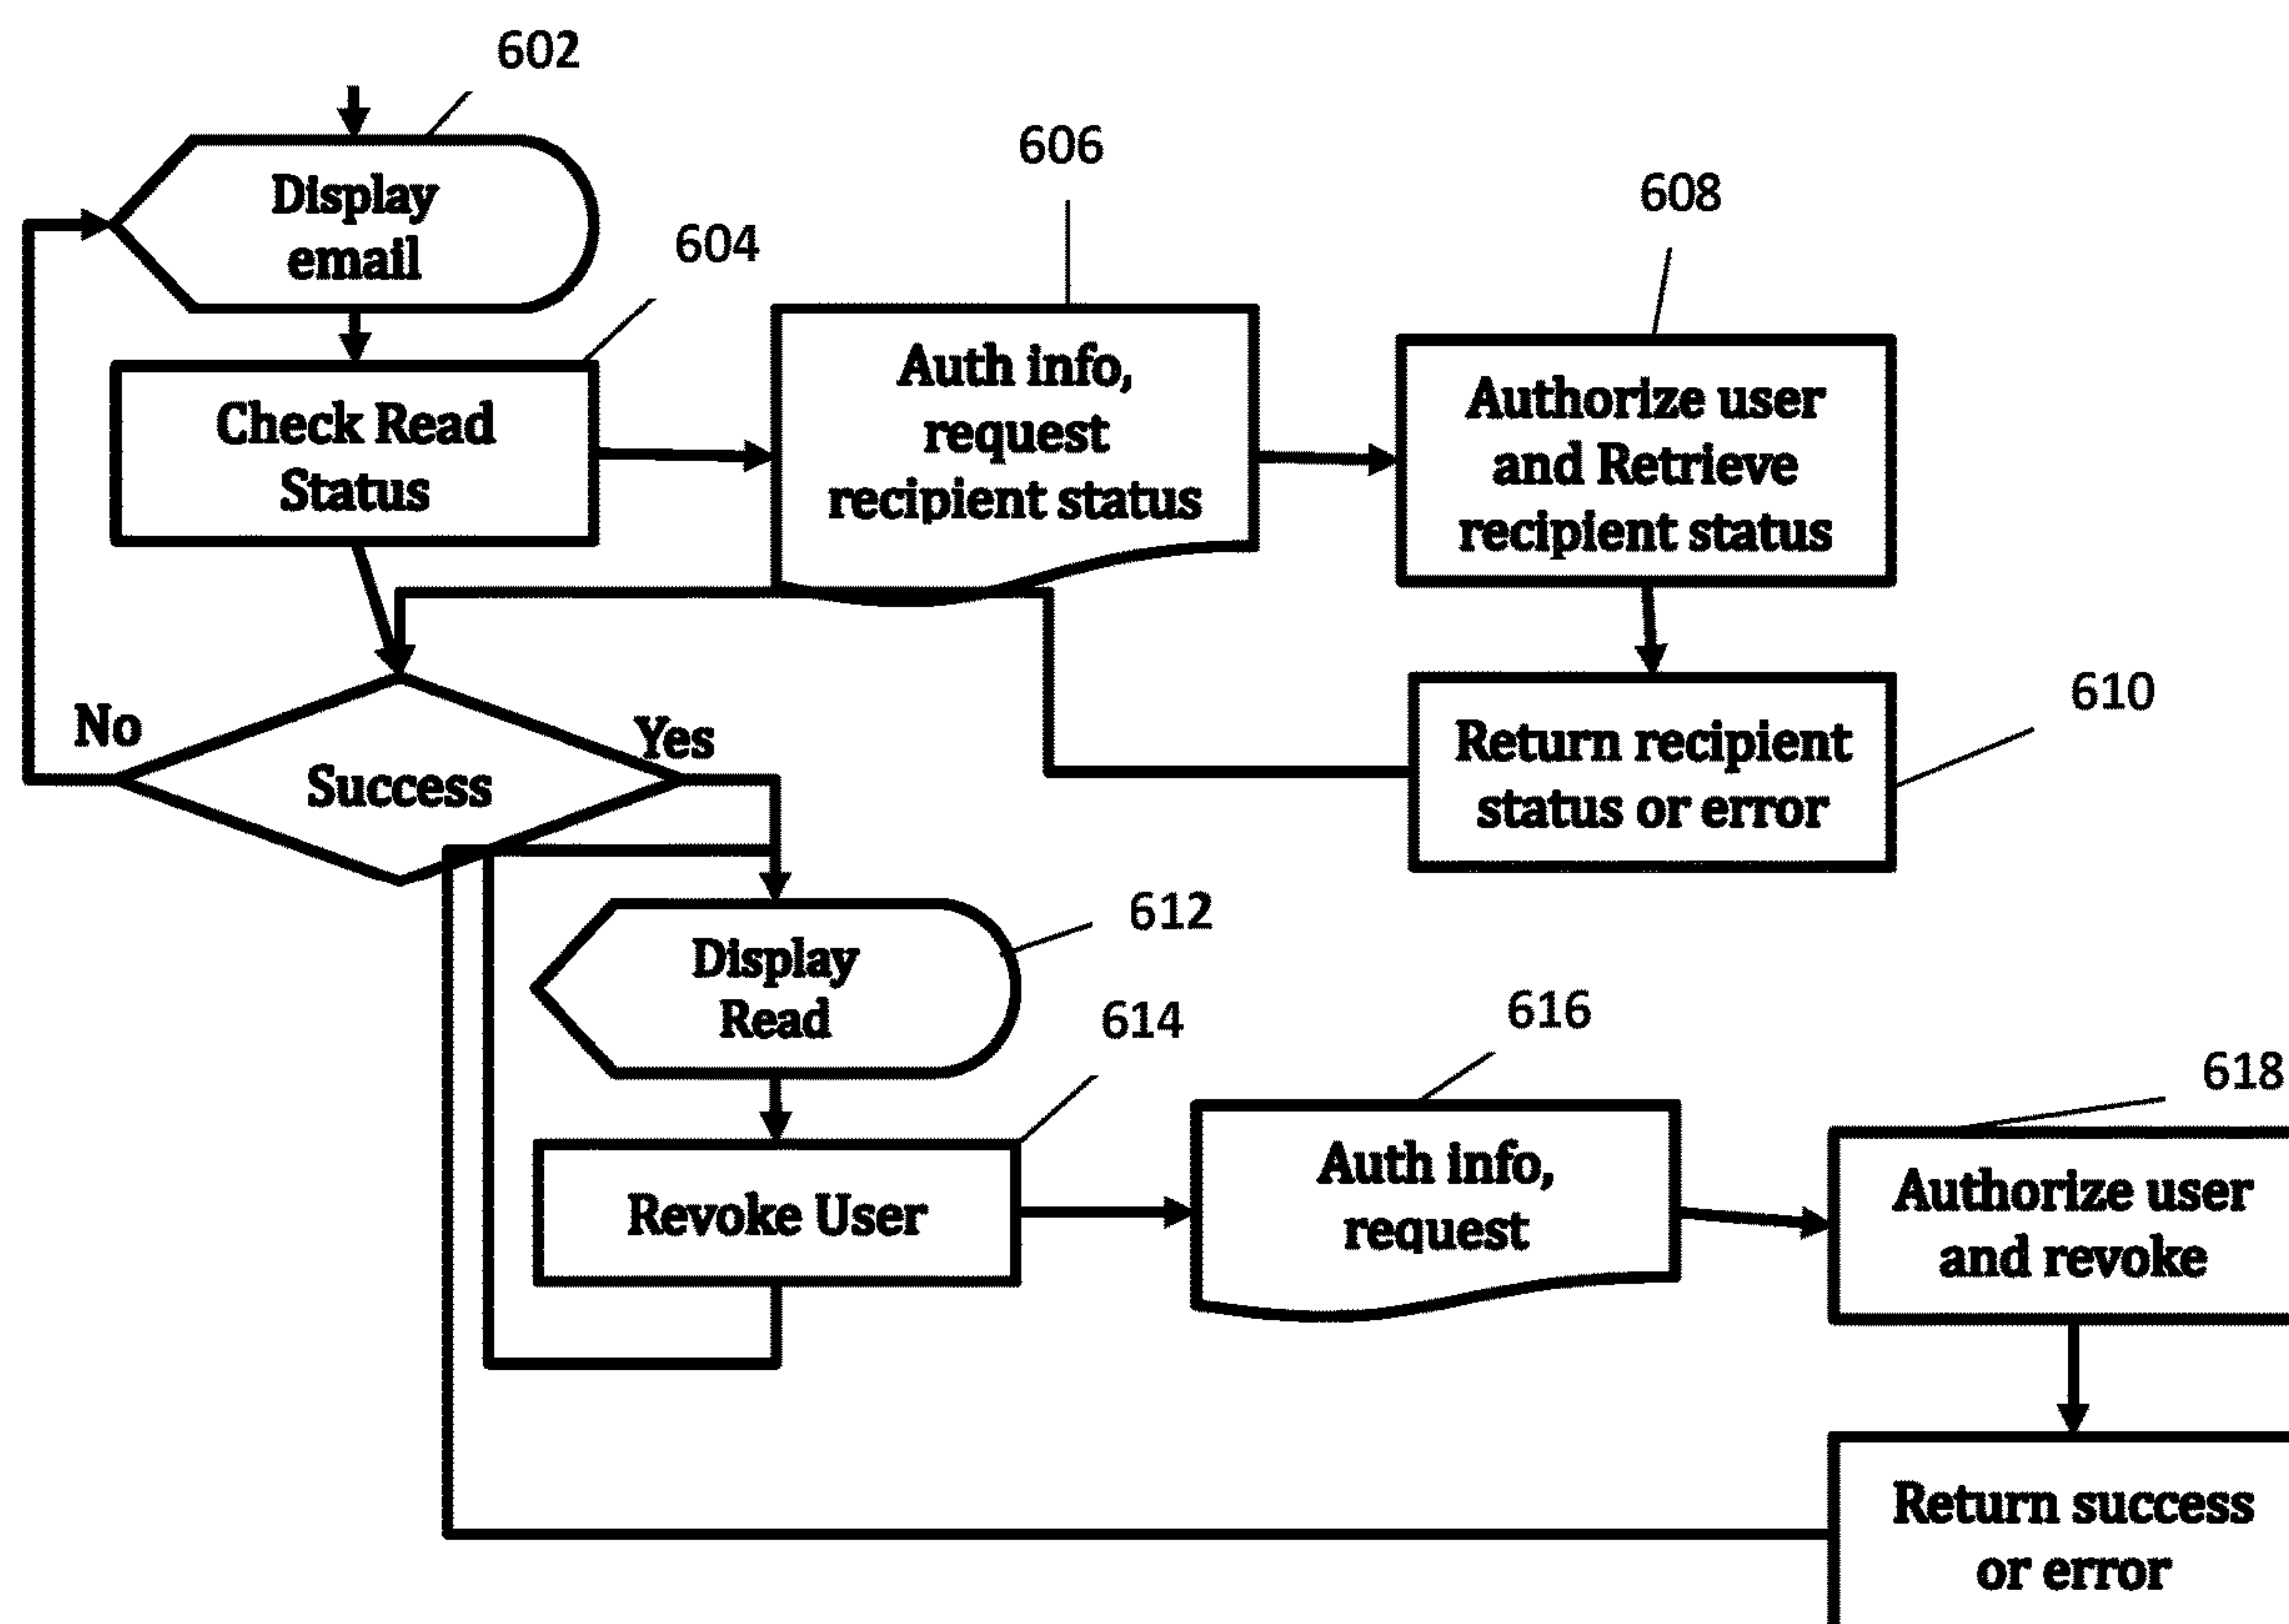 602
Display
email
604
Check Read
Status
606
Auth info,
request
recipient status
608
Authorize user
and Retrieve
recipient status
610
Return recipient
status or error
No
Yes
Success
612
Display
Read
614
Revoke User
616
Auth info,
request
618
Authorize user
and revoke
Return success
or error